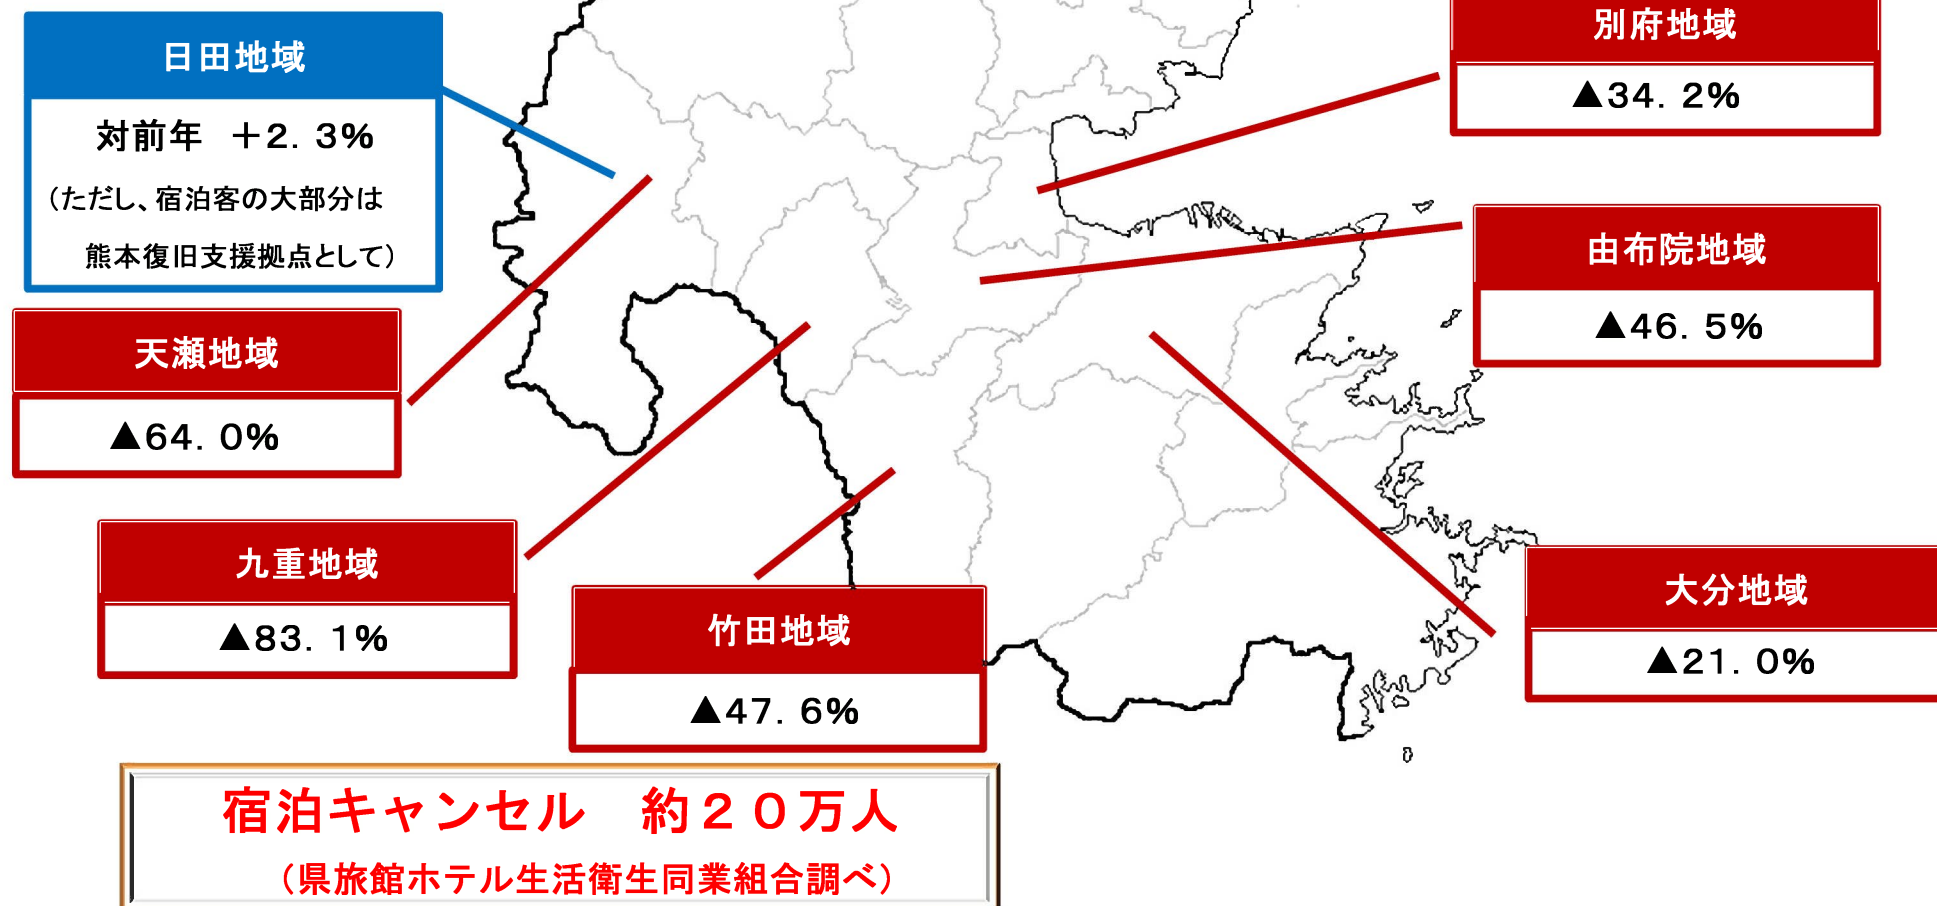 日田地域
対前年　＋2．3%
（ただし、宿泊客の大部分は
熊本復旧支援拠点として）
別府地域
▲34．2%
由布院地域
▲46．5%
天瀬地域
▲64．0%
九重地域
▲83．1%
竹田地域
▲47．6%
大分地域
▲21．0%
宿泊キャンセル　約２０万人
（県旅館ホテル生活衛生同業組合調べ）